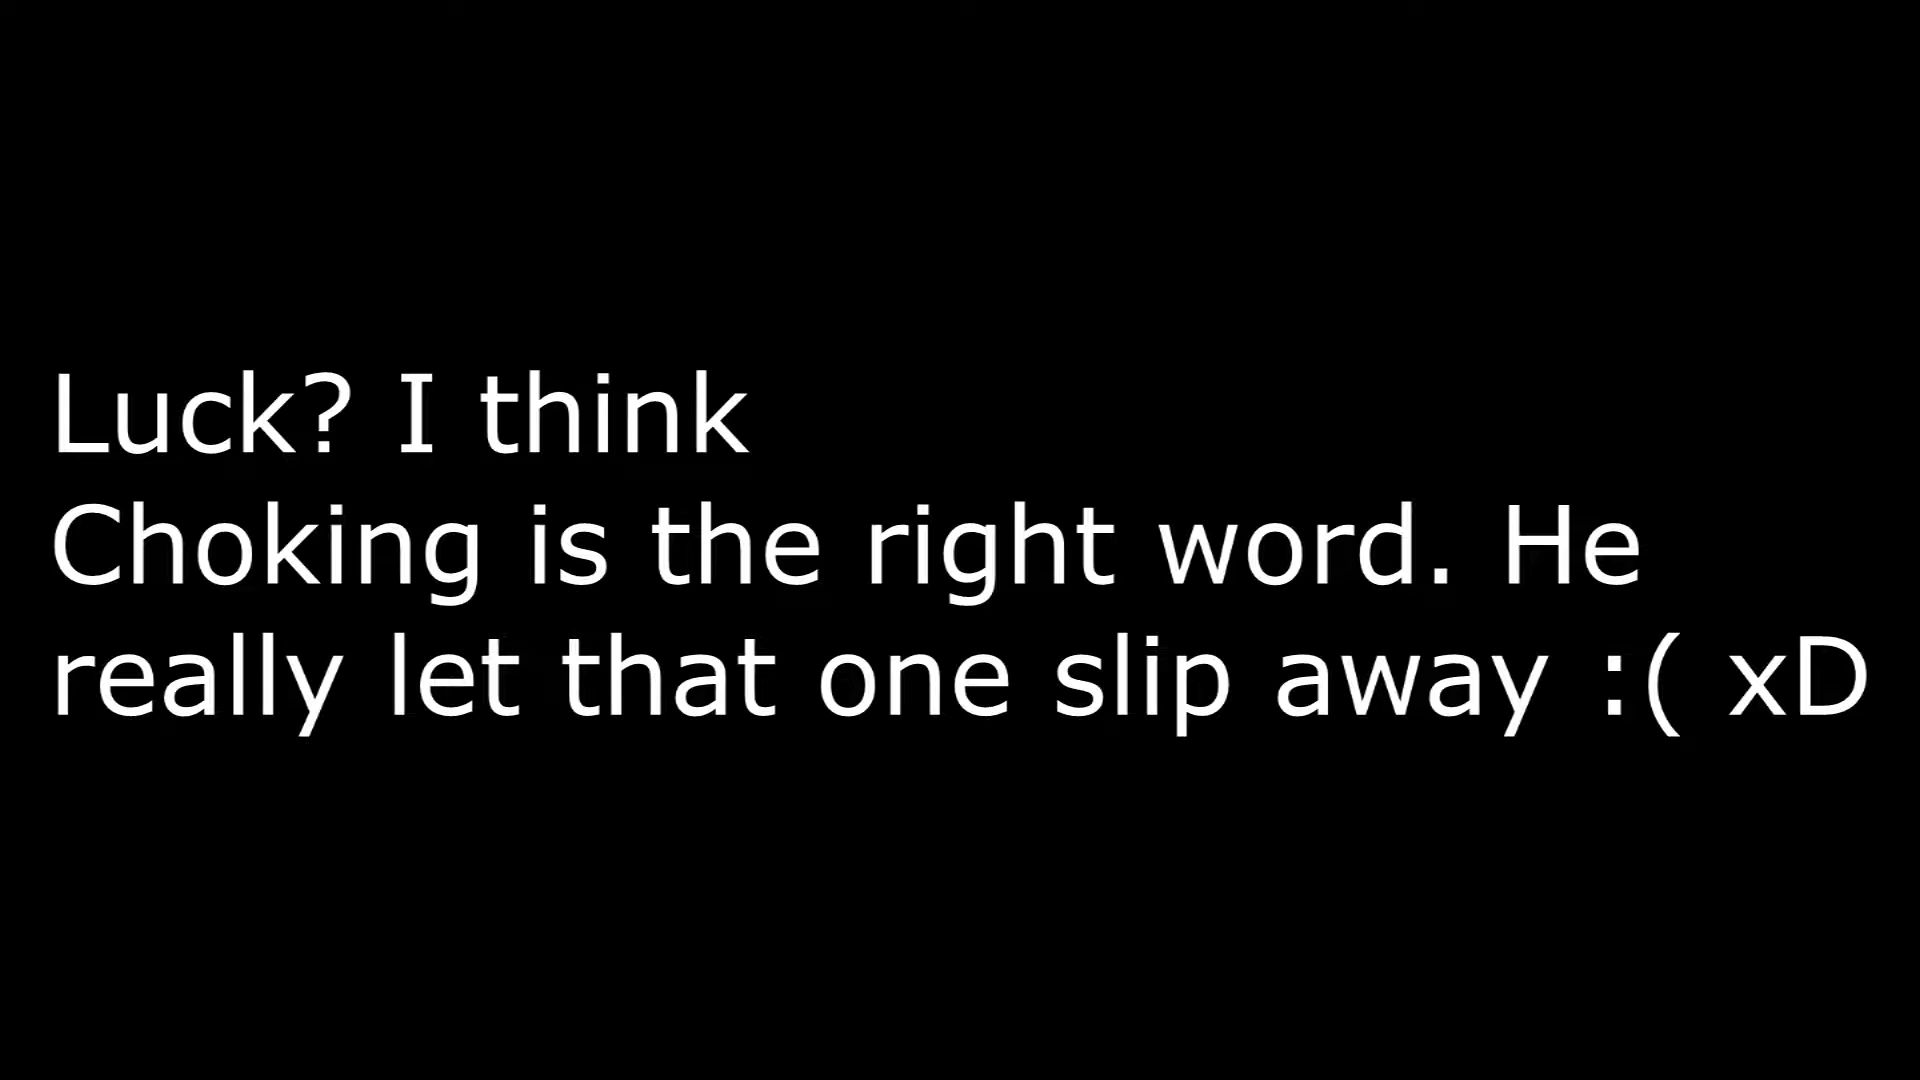 Luck? I think
Choking is the right word. He
really let that one slip away :( xD